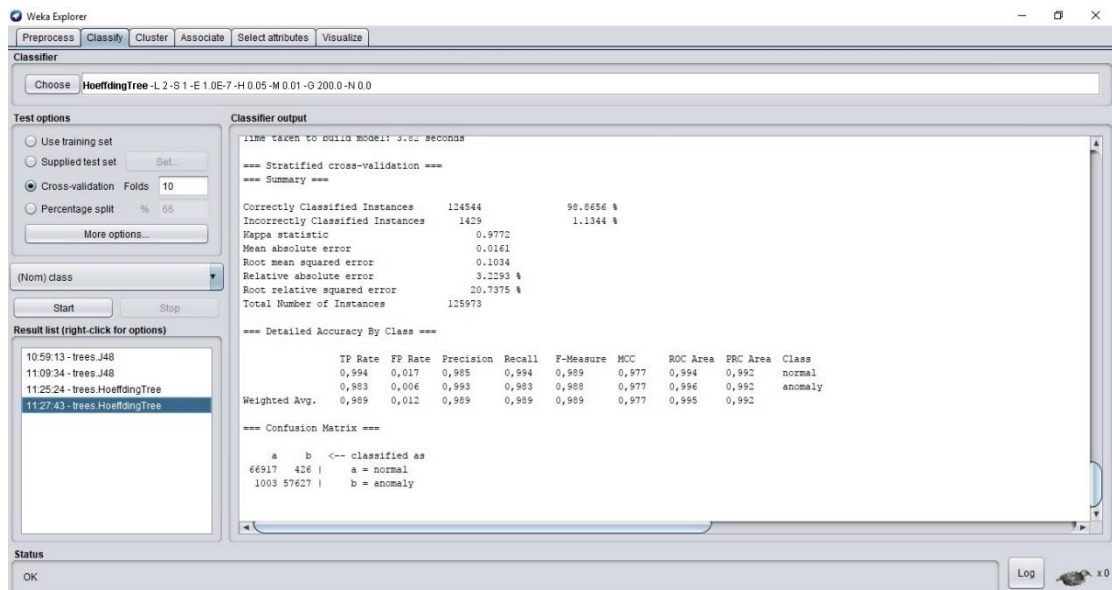 Weka Explorer
Preprocess Classify Cluster Associate Select attributes Visualize
Classifier
Choose HoeffdingTree -L 2 -S 1 -E 1.0E-7 -H 0.05 -M 0.01 -G 200.0 -N 0.0
Test options
Use training set
Supplied test set Set...
Cross-validation Folds 10
Percentage split % 66
More options...
(Nom) class
Start Stop
Result list (right-click for options)
10:59:13 - trees.J48
11:09:34 - trees.J48
11:25:24 - trees.HoeffdingTree
11:27:43 - trees.HoeffdingTree
Classifier output
Time taken to build model: 3.82 seconds
=== Stratified cross-validation ===
=== Summary ===
Correctly Classified Instances 124544 98.8656 %
Incorrectly Classified Instances 1429 1.1344 %
Kappa statistic 0.9772
Mean absolute error 0.0161
Root mean squared error 0.1034
Relative absolute error 3.2293 %
Root relative squared error 20.7375 %
Total Number of Instances 125973
=== Detailed Accuracy By Class ===
TP Rate FP Rate Precision Recall F-Measure MCC ROC Area PRC Area Class
0,994 0,017 0,985 0,994 0,989 0,977 0,994 0,992 normal
0,983 0,006 0,993 0,983 0,988 0,977 0,996 0,992 anomaly
Weighted Avg. 0,989 0,012 0,989 0,989 0,989 0,977 0,995 0,992
=== Confusion Matrix ===
a b <-- classified as
66917 426 | a = normal
1003 57627 | b = anomaly
Status
OK
Log x 0